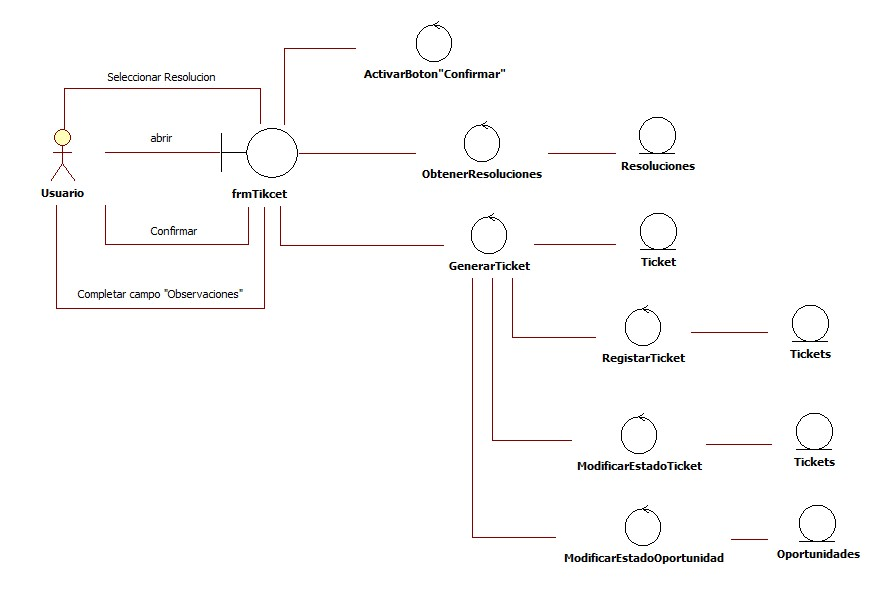 ActivarBoton"Confirmar"
Seleccionar Resolucion
abrir
Usuario
frmTikcet
ObtenerResoluciones
Resoluciones
Confirmar
GenerarTicket
Ticket
Completar campo "Observaciones"
RegistarTicket
Tickets
ModificarEstadoTicket
Tickets
ModificarEstadoOportunidad
Oportunidades